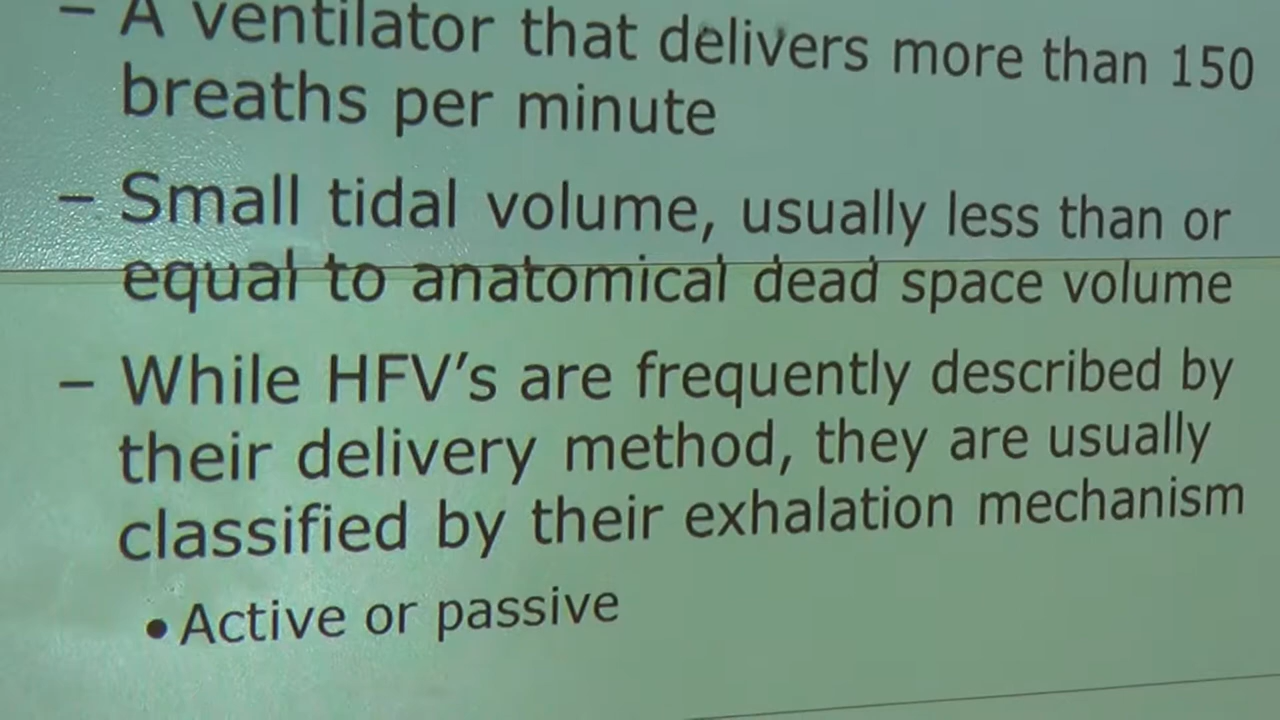 – A ventilator that delivers more than 150
breaths per minute
– Small tidal volume, usually less than or
equal to anatomical dead space volume
– While HFV's are frequently described by
their delivery method, they are usually
classified by their exhalation mechanism
• Active or passive